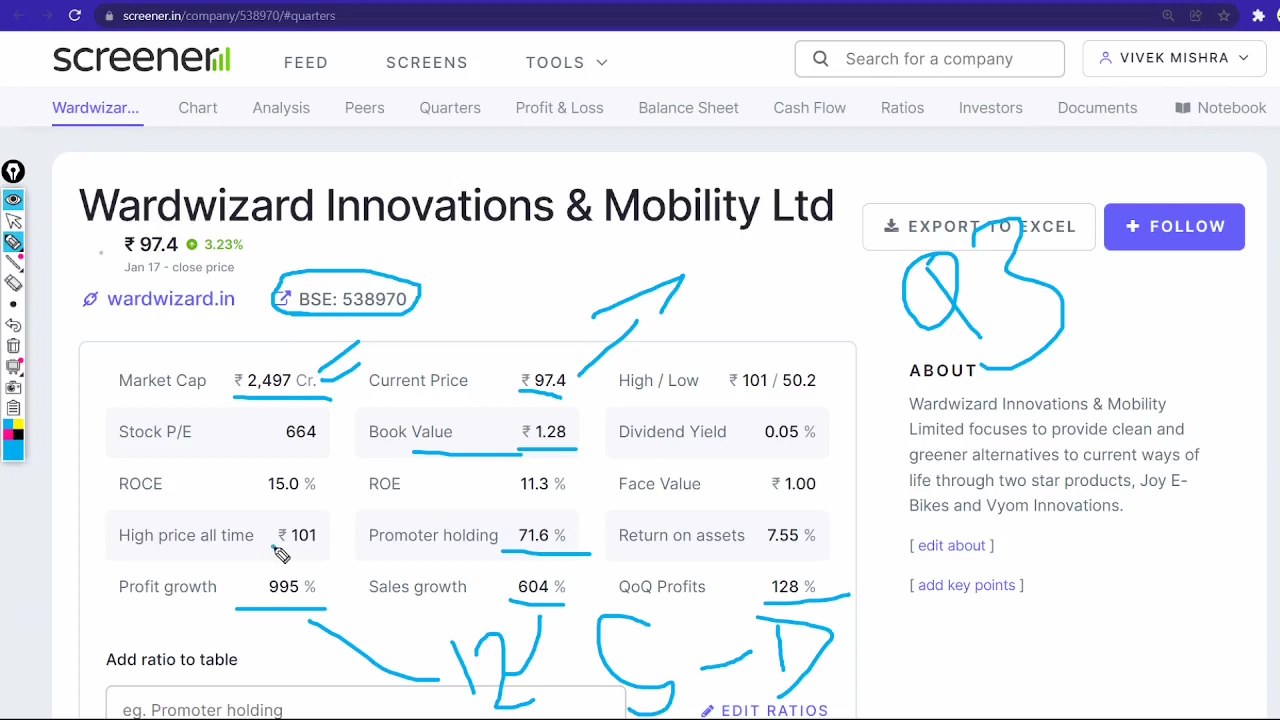 screener.in/company/538970/#quarters
screener
FEED SCREENS TOOLS
Search for a company
VIVEK MISHRA
Wardwizar... Chart Analysis Peers Quarters Profit & Loss Balance Sheet Cash Flow Ratios Investors Documents Notebook
Wardwizard Innovations & Mobility Ltd
EXPORT TO EXCEL
+ FOLLOW
₹ 97.4 3.23%
Jan 17 - close price
wardwizard.in BSE: 538970
Q3
Market Cap ₹ 2,497 Cr. Current Price ₹ 97.4 High / Low ₹ 101 / 50.2
Stock P/E 664 Book Value ₹ 1.28 Dividend Yield 0.05 %
ROCE 15.0 % ROE 11.3 % Face Value ₹ 1.00
High price all time ₹ 101 Promoter holding 71.6 % Return on assets 7.55 %
Profit growth 995 % Sales growth 604 % QoQ Profits 128 %
ABOUT
Wardwizard Innovations & Mobility
Limited focuses to provide clean and
greener alternatives to current ways of
life through two star products, Joy E-
Bikes and Vyom Innovations.
[ edit about ]
[ add key points ]
12
Add ratio to table
eg. Promoter holding
EDIT RATIOS